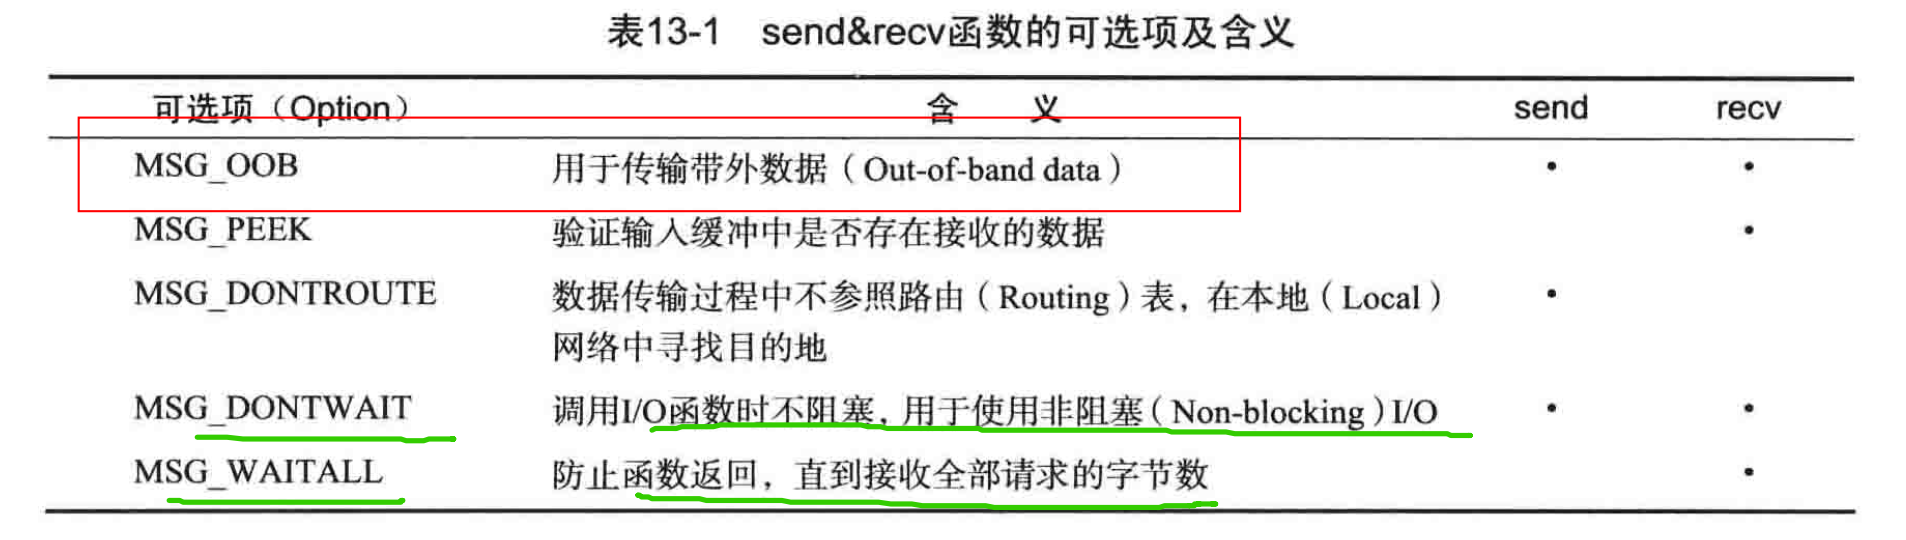 表13-1 send&recv函数的可选项及含义
可选项（Option） 含 义 send recv
MSG_OOB 用于传输带外数据（Out-of-band data） • •
MSG_PEEK 验证输入缓冲中是否存在接收的数据 •
MSG_DONTROUTE 数据传输过程中不参照路由（Routing）表，在本地（Local） •
网络中寻找目的地
MSG_DONTWAIT 调用I/O函数时不阻塞，用于使用非阻塞（Non-blocking）I/O • •
MSG_WAITALL 防止函数返回，直到接收全部请求的字节数 •